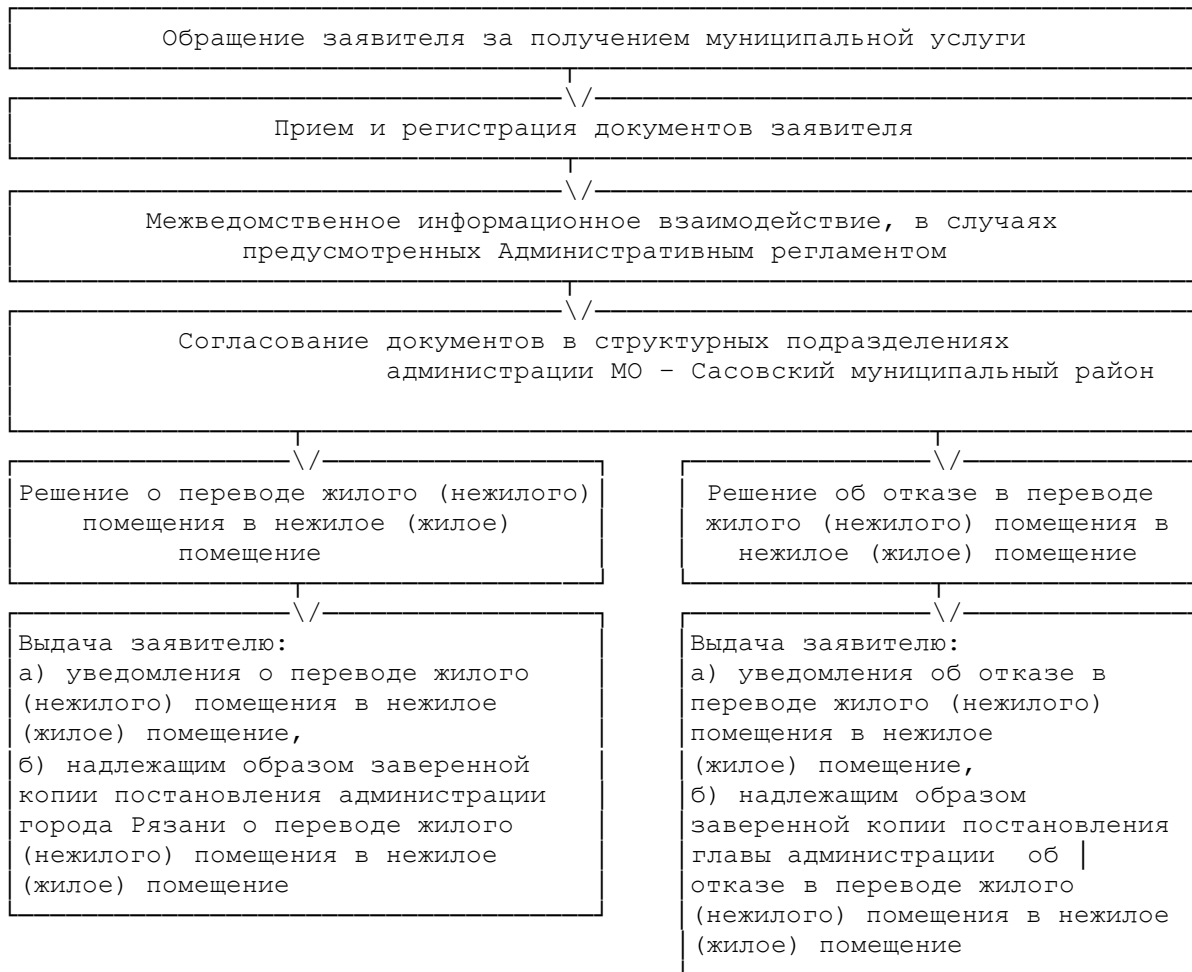 Обращение заявителя за получением муниципальной услуги
Прием и регистрация документов заявителя
Межведомственное информационное взаимодействие, в случаях
предусмотренных Административным регламентом
Согласование документов в структурных подразделениях
администрации МО – Сасовский муниципальный район
Решение о переводе жилого (нежилого)
помещения в нежилое (жилое)
помещение
Решение об отказе в переводе
жилого (нежилого) помещения в
нежилое (жилое) помещение
Выдача заявителю:
а) уведомления о переводе жилого
(нежилого) помещения в нежилое
(жилое) помещение,
б) надлежащим образом заверенной
копии постановления администрации
города Рязани о переводе жилого
(нежилого) помещения в нежилое
(жилое) помещение
Выдача заявителю:
а) уведомления об отказе в
переводе жилого (нежилого)
помещения в нежилое
(жилое) помещение,
б) надлежащим образом
заверенной копии постановления
главы администрации об
отказе в переводе жилого
(нежилого) помещения в нежилое
(жилое) помещение